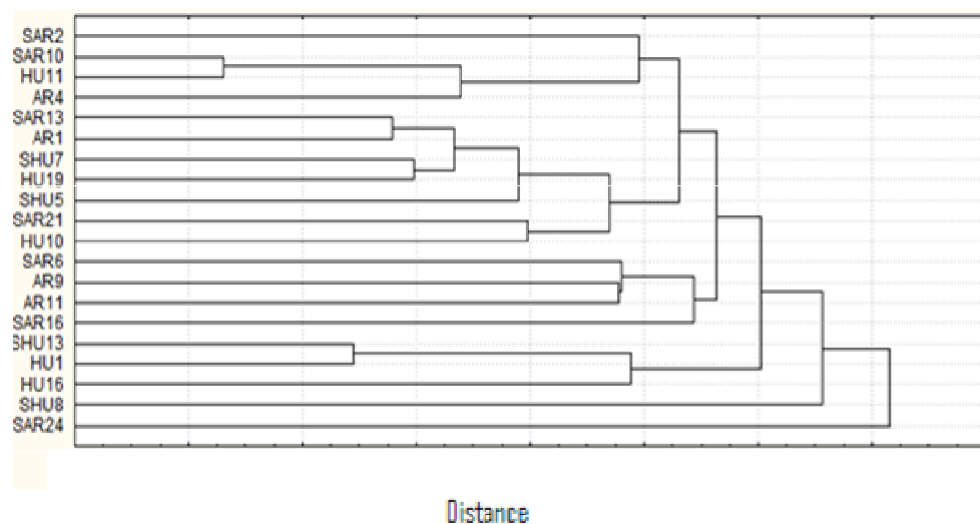 SAR2
SAR10
HU11
AR4
SAR13
AR1
SHU7
HU19
SHU5
SAR21
HU10
SAR6
AR9
AR11
SAR16
SHU13
HU1
HU16
SHU8
SAR24
Distance